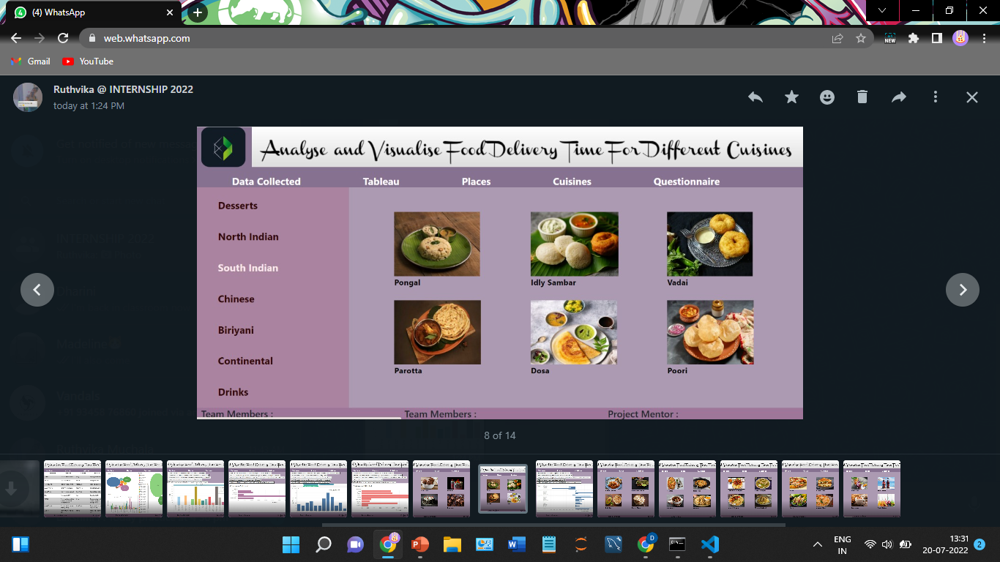 (4) WhatsApp
web.whatsapp.com
NEW
Gmail
YouTube
Ruthvika @ INTERNSHIP 2022
today at 1:24 PM
Analyse and Visualise Food Delivery Time For Different Cuisines
Data Collected Tableau Places Cuisines Questionnaire
Desserts
North Indian
South Indian
Chinese
Biriyani
Continental
Drinks
Pongal Idly Sambar Vadai
Parotta Dosa Poori
Team Members : Team Members : Project Mentor :
8 of 14
ENG
IN
13:31
20-07-2022
2